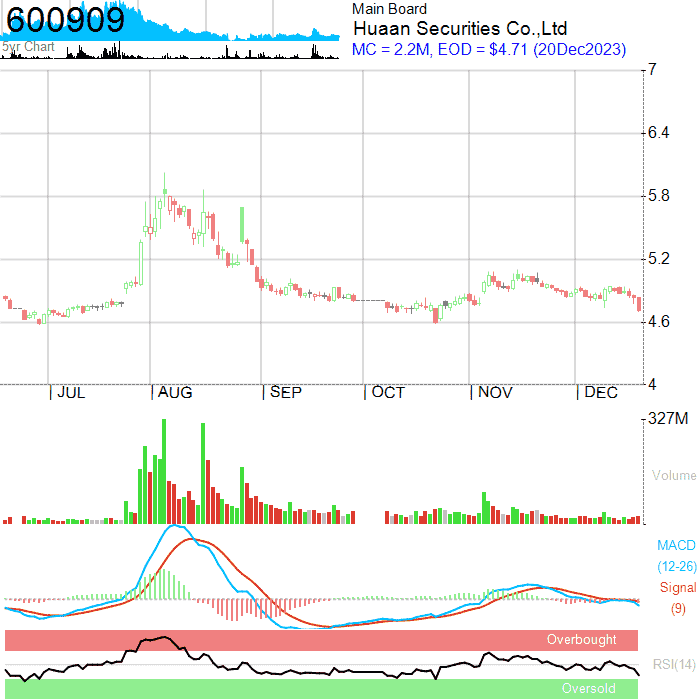 600909
5yr Chart
Main Board
Huaan Securities Co.,Ltd
MC = 2.2M, EOD = $4.71 (20Dec2023)
7
6.4
5.8
5.2
4.6
4
JUL AUG SEP OCT NOV DEC
327M
Volume
MACD
(12-26)
Signal
(9)
Overbought
RSI(14)
Oversold